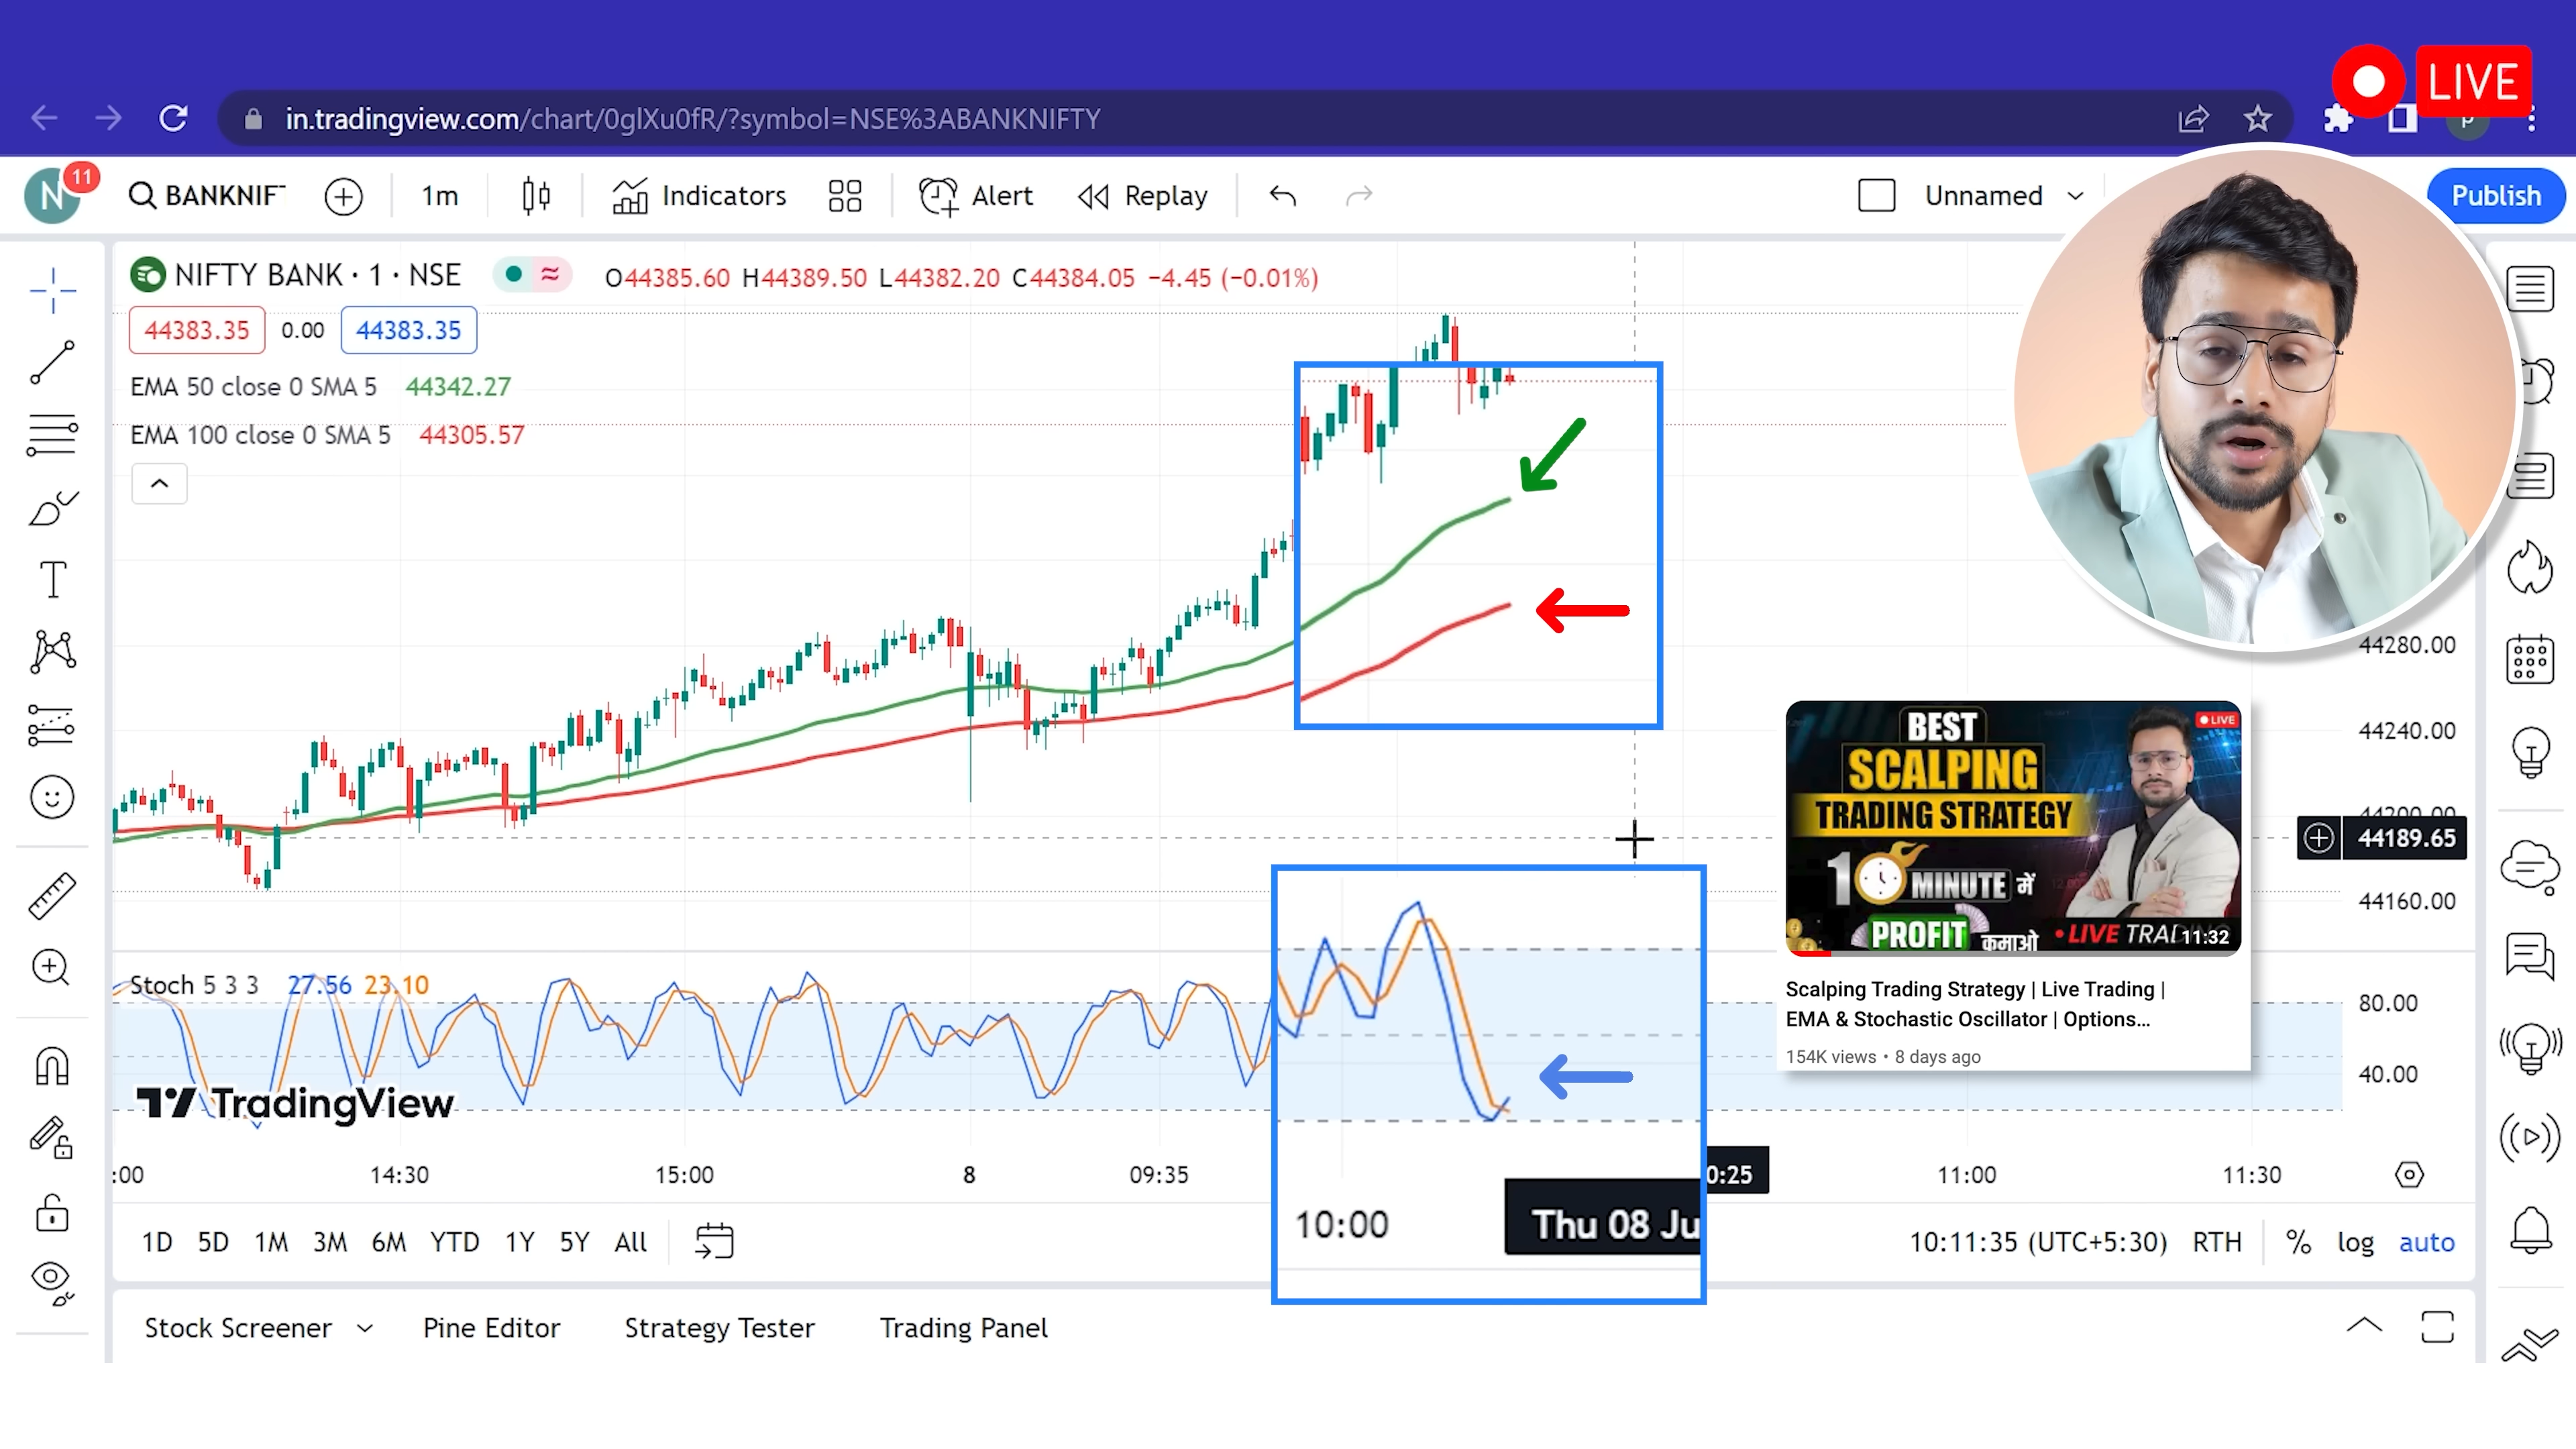 LIVE
in.tradingview.com/chart/0glXu0fR/?symbol=NSE%3ABANKNIFTY
p
N 11 BANKNIF 1m Indicators Alert Replay Unnamed Publish
NIFTY BANK · 1 · NSE O44385.60 H44389.50 L44382.20 C44384.05 −4.45 (−0.01%)
44383.35 0.00 44383.35
EMA 50 close 0 SMA 5 44342.27
EMA 100 close 0 SMA 5 44305.57
44280.00
44240.00
44200.00
44189.65
44160.00
LIVE
BEST
SCALPING
TRADING STRATEGY
10 MINUTE में
PROFIT कमाओ • LIVE TRAD
11:32
Scalping Trading Strategy | Live Trading |
EMA & Stochastic Oscillator | Options...
154K views • 8 days ago
Stoch 5 3 3 27.56 23.10
80.00
40.00
TradingView
:00 14:30 15:00 8 09:35 0:25 11:00 11:30
10:00 Thu 08 Ju
1D 5D 1M 3M 6M YTD 1Y 5Y All 10:11:35 (UTC+5:30) RTH % log auto
Stock Screener Pine Editor Strategy Tester Trading Panel